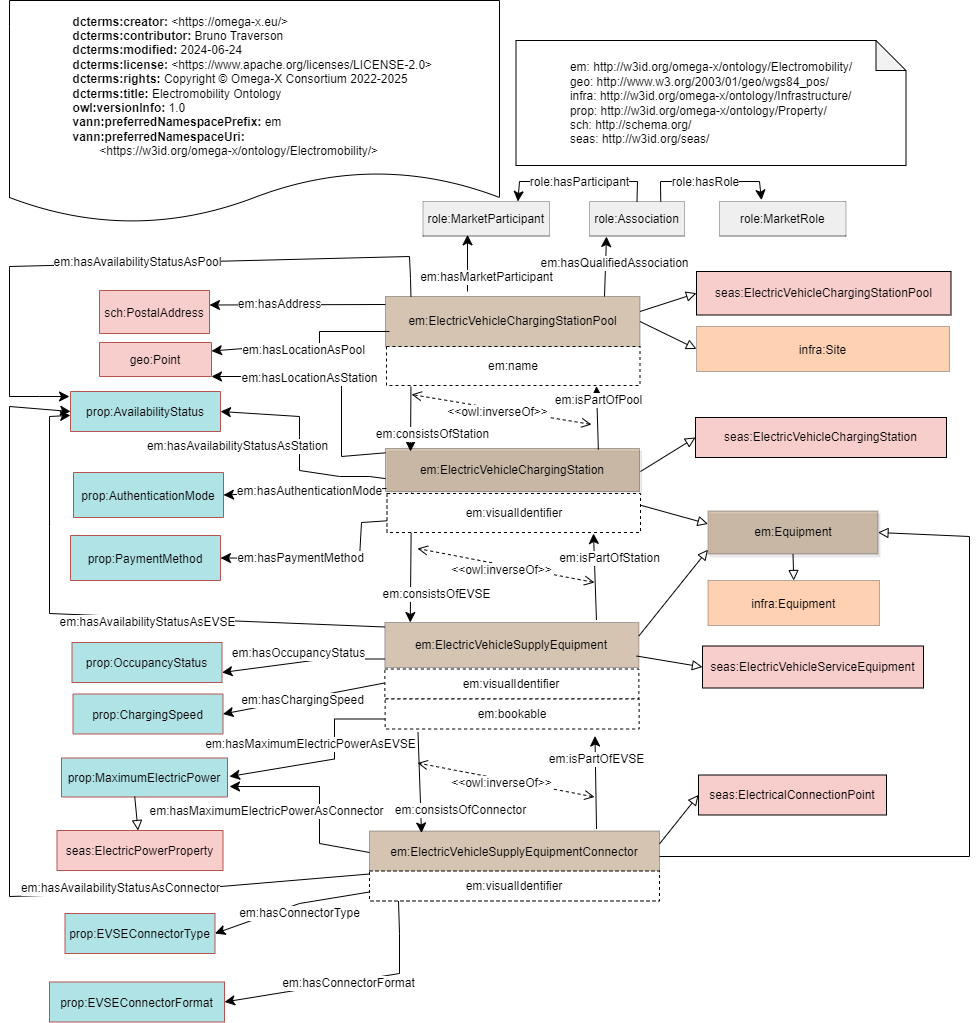 dcterms:creator: <https://omega-x.eu/>
dcterms:contributor: Bruno Traverson
dcterms:modified: 2024-06-24
dcterms:license: <https://www.apache.org/licenses/LICENSE-2.0>
dcterms:rights: Copyright © Omega-X Consortium 2022-2025
dcterms:title: Electromobility Ontology
owl:versionInfo: 1.0
vann:preferredNamespacePrefix: em
vann:preferredNamespaceUri:
<https://w3id.org/omega-x/ontology/Electromobility/>
em: http://w3id.org/omega-x/ontology/Electromobility/
geo: http://www.w3.org/2003/01/geo/wgs84_pos/
infra: http://w3id.org/omega-x/ontology/Infrastructure/
prop: http://w3id.org/omega-x/ontology/Property/
sch: http://schema.org/
seas: http://w3id.org/seas/
role:hasParticipant
role:hasRole
role:MarketParticipant
role:Association
role:MarketRole
em:hasAvailabilityStatusAsPool
em:hasMarketParticipant
em:hasQualifiedAssociation
sch:PostalAddress
em:hasAddress
em:ElectricVehicleChargingStationPool
seas:ElectricVehicleChargingStationPool
geo:Point
em:hasLocationAsPool
em:name
infra:Site
em:hasLocationAsStation
prop:AvailabilityStatus
<<owl:inverseOf>>
em:isPartOfPool
em:consistsOfStation
em:hasAvailabilityStatusAsStation
em:ElectricVehicleChargingStation
seas:ElectricVehicleChargingStation
prop:AuthenticationMode
em:hasAuthenticationMode
em:visualIdentifier
em:Equipment
prop:PaymentMethod
em:hasPaymentMethod
<<owl:inverseOf>>
em:isPartOfStation
em:consistsOfEVSE
infra:Equipment
em:hasAvailabilityStatusAsEVSE
em:ElectricVehicleSupplyEquipment
prop:OccupancyStatus
em:hasOccupancyStatus
seas:ElectricVehicleServiceEquipment
em:visualIdentifier
prop:ChargingSpeed
em:hasChargingSpeed
em:bookable
em:hasMaximumElectricPowerAsEVSE
prop:MaximumElectricPower
<<owl:inverseOf>>
em:isPartOfEVSE
em:hasMaximumElectricPowerAsConnector
em:consistsOfConnector
seas:ElectricalConnectionPoint
seas:ElectricPowerProperty
em:ElectricVehicleSupplyEquipmentConnector
em:hasAvailabilityStatusAsConnector
em:visualIdentifier
em:hasConnectorType
prop:EVSEConnectorType
em:hasConnectorFormat
prop:EVSEConnectorFormat